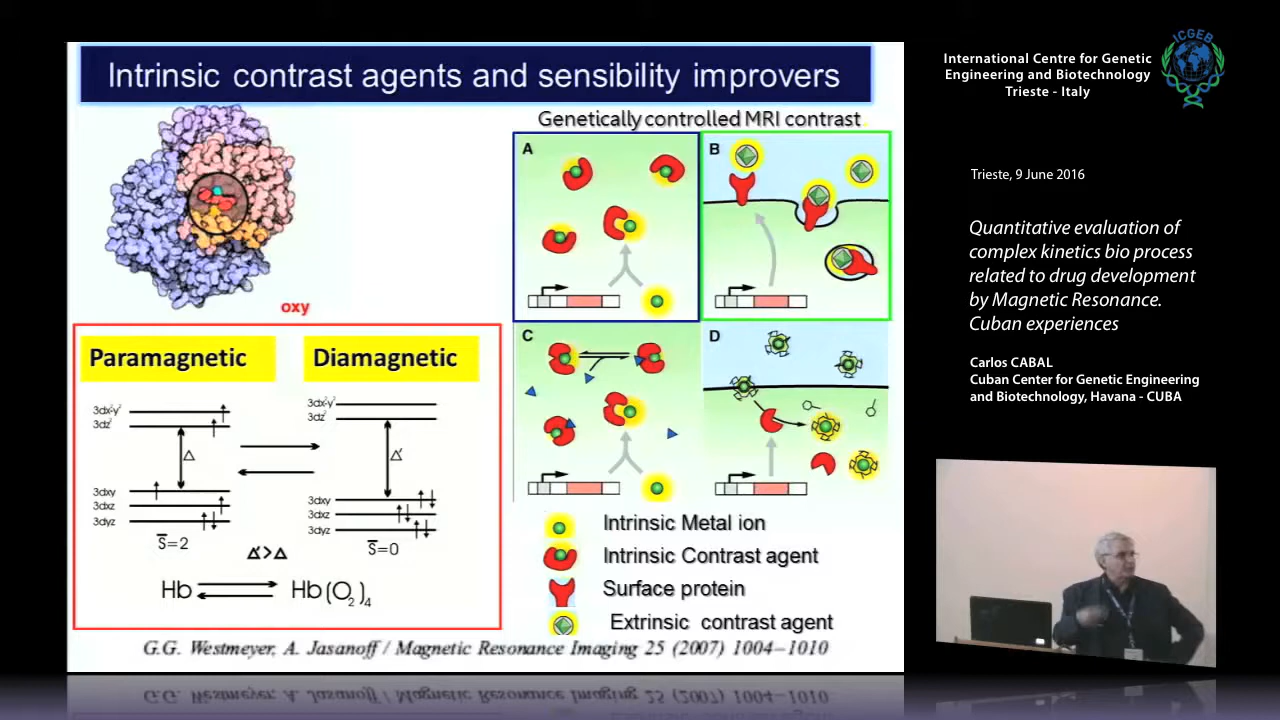 Intrinsic contrast agents and sensibility improvers
oxy
Paramagnetic
Diamagnetic
3dx²-y²
3dz²
Δ
3dxy
3dxz
3dyz
S=2
3dx²-y²
3dz²
Δ'
3dxy
3dxz
3dyz
S=0
Δ'>Δ
Hb
Hb(O₂)₄
Genetically controlled MRI contrast
A
B
C
D
Intrinsic Metal ion
Intrinsic Contrast agent
Surface protein
Extrinsic contrast agent
G.G. Westmeyer, A. Jasanoff / Magnetic Resonance Imaging 25 (2007) 1004–1010
International Centre for Genetic
Engineering and Biotechnology
Trieste - Italy
ICGEB
Trieste, 9 June 2016
Quantitative evaluation of
complex kinetics bio process
related to drug development
by Magnetic Resonance.
Cuban experiences
Carlos CABAL
Cuban Center for Genetic Engineering
and Biotechnology, Havana - CUBA